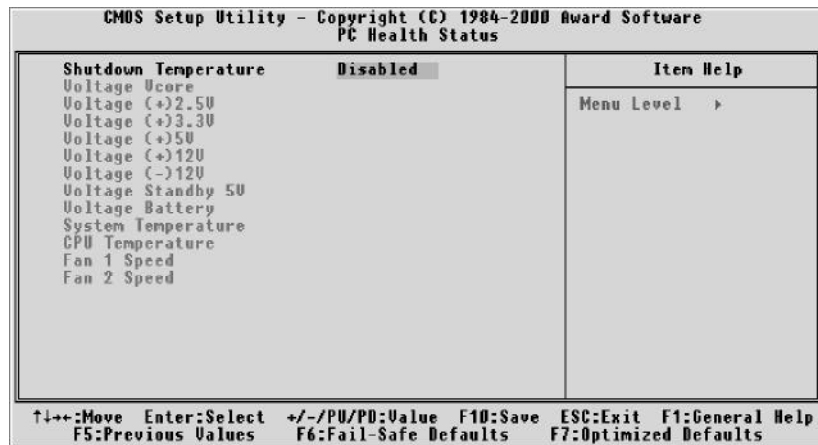 CMOS Setup Utility - Copyright (C) 1984-2000 Award Software
PC Health Status
Shutdown Temperature Disabled
Voltage Vcore
Voltage (+)2.5V
Voltage (+)3.3V
Voltage (+)5V
Voltage (+)12V
Voltage (-)12V
Voltage Standby 5V
Voltage Battery
System Temperature
CPU Temperature
Fan 1 Speed
Fan 2 Speed
Item Help
Menu Level ▸
↑↓→←:Move Enter:Select +/-/PU/PD:Value F10:Save ESC:Exit F1:General Help
F5:Previous Values F6:Fail-Safe Defaults F7:Optimized Defaults